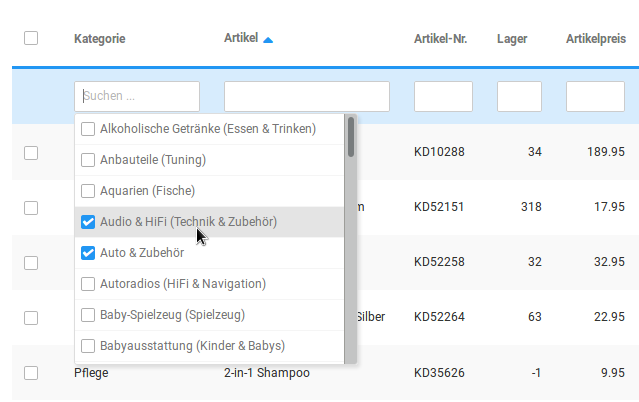 Kategorie Artikel Artikel-Nr. Lager Artikelpreis
Suchen ...
Alkoholische Getränke (Essen & Trinken)
Anbauteile (Tuning)
KD10288 34 189.95
Aquarien (Fische)
m KD52151 318 17.95
Audio & HiFi (Technik & Zubehör)
Auto & Zubehör
KD52258 32 32.95
Autoradios (HiFi & Navigation)
Baby-Spielzeug (Spielzeug)
Silber KD52264 63 22.95
Babyausstattung (Kinder & Babys)
Pflege 2-in-1 Shampoo KD35626 -1 9.95